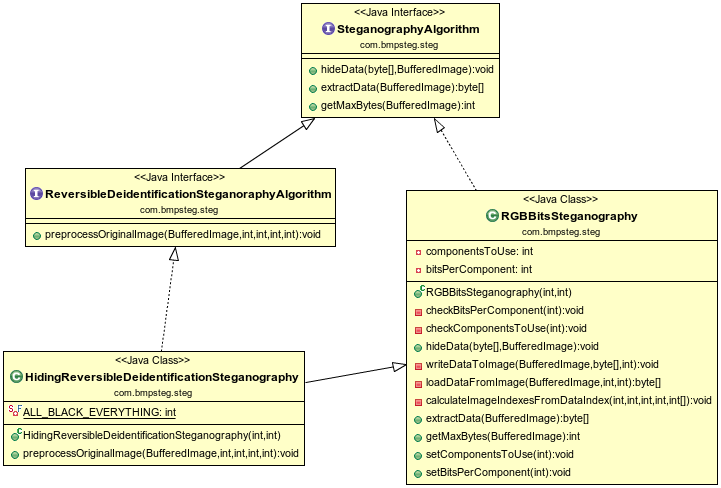 <<Java Interface>>
SteganographyAlgorithm
com.bmpsteg.steg
hideData(byte[],BufferedImage):void
extractData(BufferedImage):byte[]
getMaxBytes(BufferedImage):int
<<Java Interface>>
ReversibleDeidentificationSteganoraphyAlgorithm
com.bmpsteg.steg
preprocessOriginalImage(BufferedImage,int,int,int,int):void
<<Java Class>>
RGBBitsSteganography
com.bmpsteg.steg
componentsToUse: int
bitsPerComponent: int
RGBBitsSteganography(int,int)
checkBitsPerComponent(int):void
checkComponentsToUse(int):void
hideData(byte[],BufferedImage):void
writeDataToImage(BufferedImage,byte[],int):void
loadDataFromImage(BufferedImage,int,int):byte[]
calculateImageIndexesFromDataIndex(int,int,int,int,int[]):void
extractData(BufferedImage):byte[]
getMaxBytes(BufferedImage):int
setComponentsToUse(int):void
setBitsPerComponent(int):void
<<Java Class>>
HidingReversibleDeidentificationSteganography
com.bmpsteg.steg
ALL_BLACK_EVERYTHING: int
HidingReversibleDeidentificationSteganography(int,int)
preprocessOriginalImage(BufferedImage,int,int,int,int):void